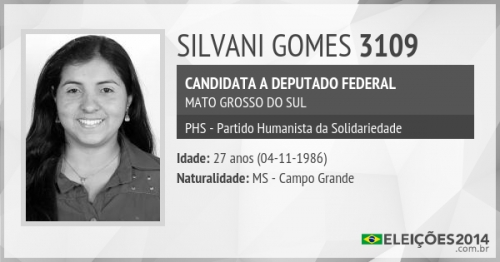 SILVANI GOMES 3109
CANDIDATA A DEPUTADO FEDERAL
MATO GROSSO DO SUL
PHS - Partido Humanista da Solidariedade
Idade: 27 anos (04-11-1986)
Naturalidade: MS - Campo Grande
ELEIÇÕES2014
.com.br